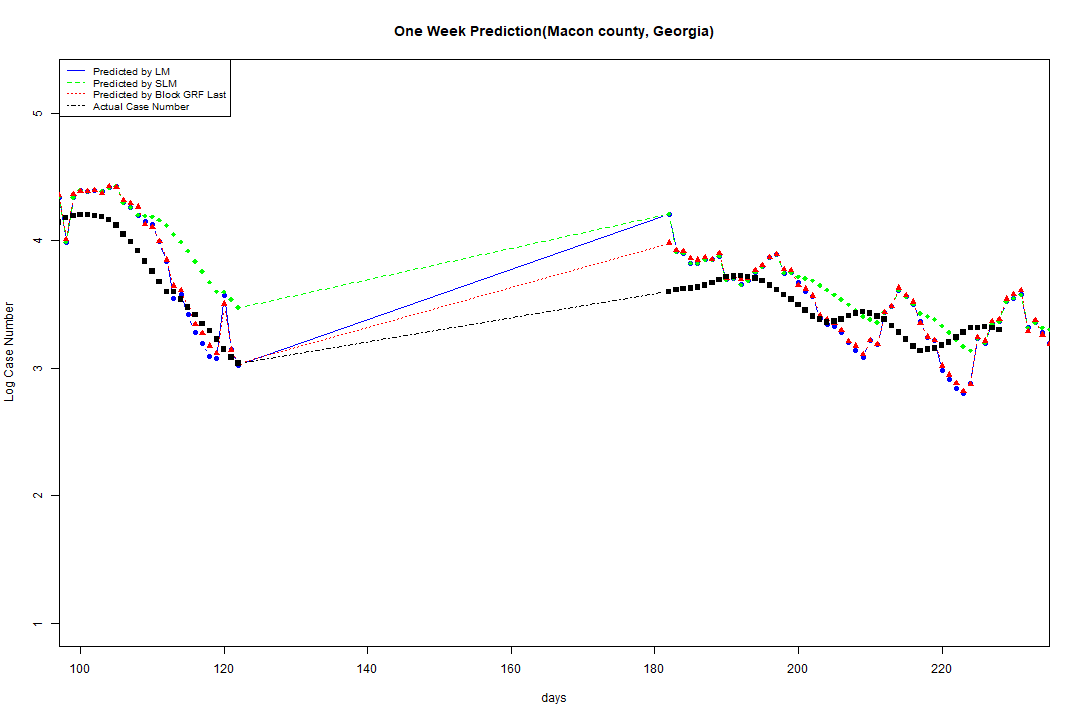 One Week Prediction(Macon county, Georgia)
Predicted by LM
Predicted by SLM
Predicted by Block GRF Last
Actual Case Number
5
4
3
2
1
Log Case Number
100 120 140 160 180 200 220
days